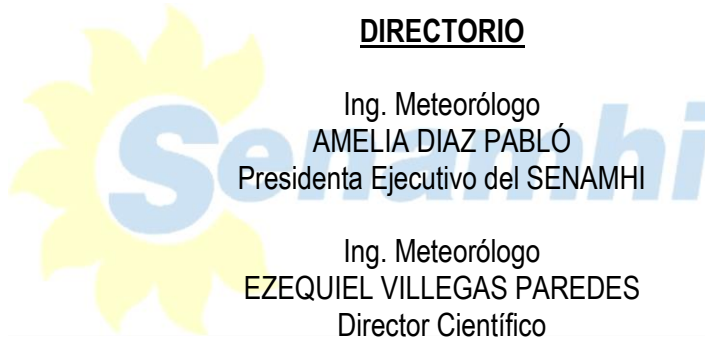 DIRECTORIO
Senamhi
Ing. Meteorólogo
AMELIA DIAZ PABLÓ
Presidenta Ejecutivo del SENAMHI
Ing. Meteorólogo
EZEQUIEL VILLEGAS PAREDES
Director Científico